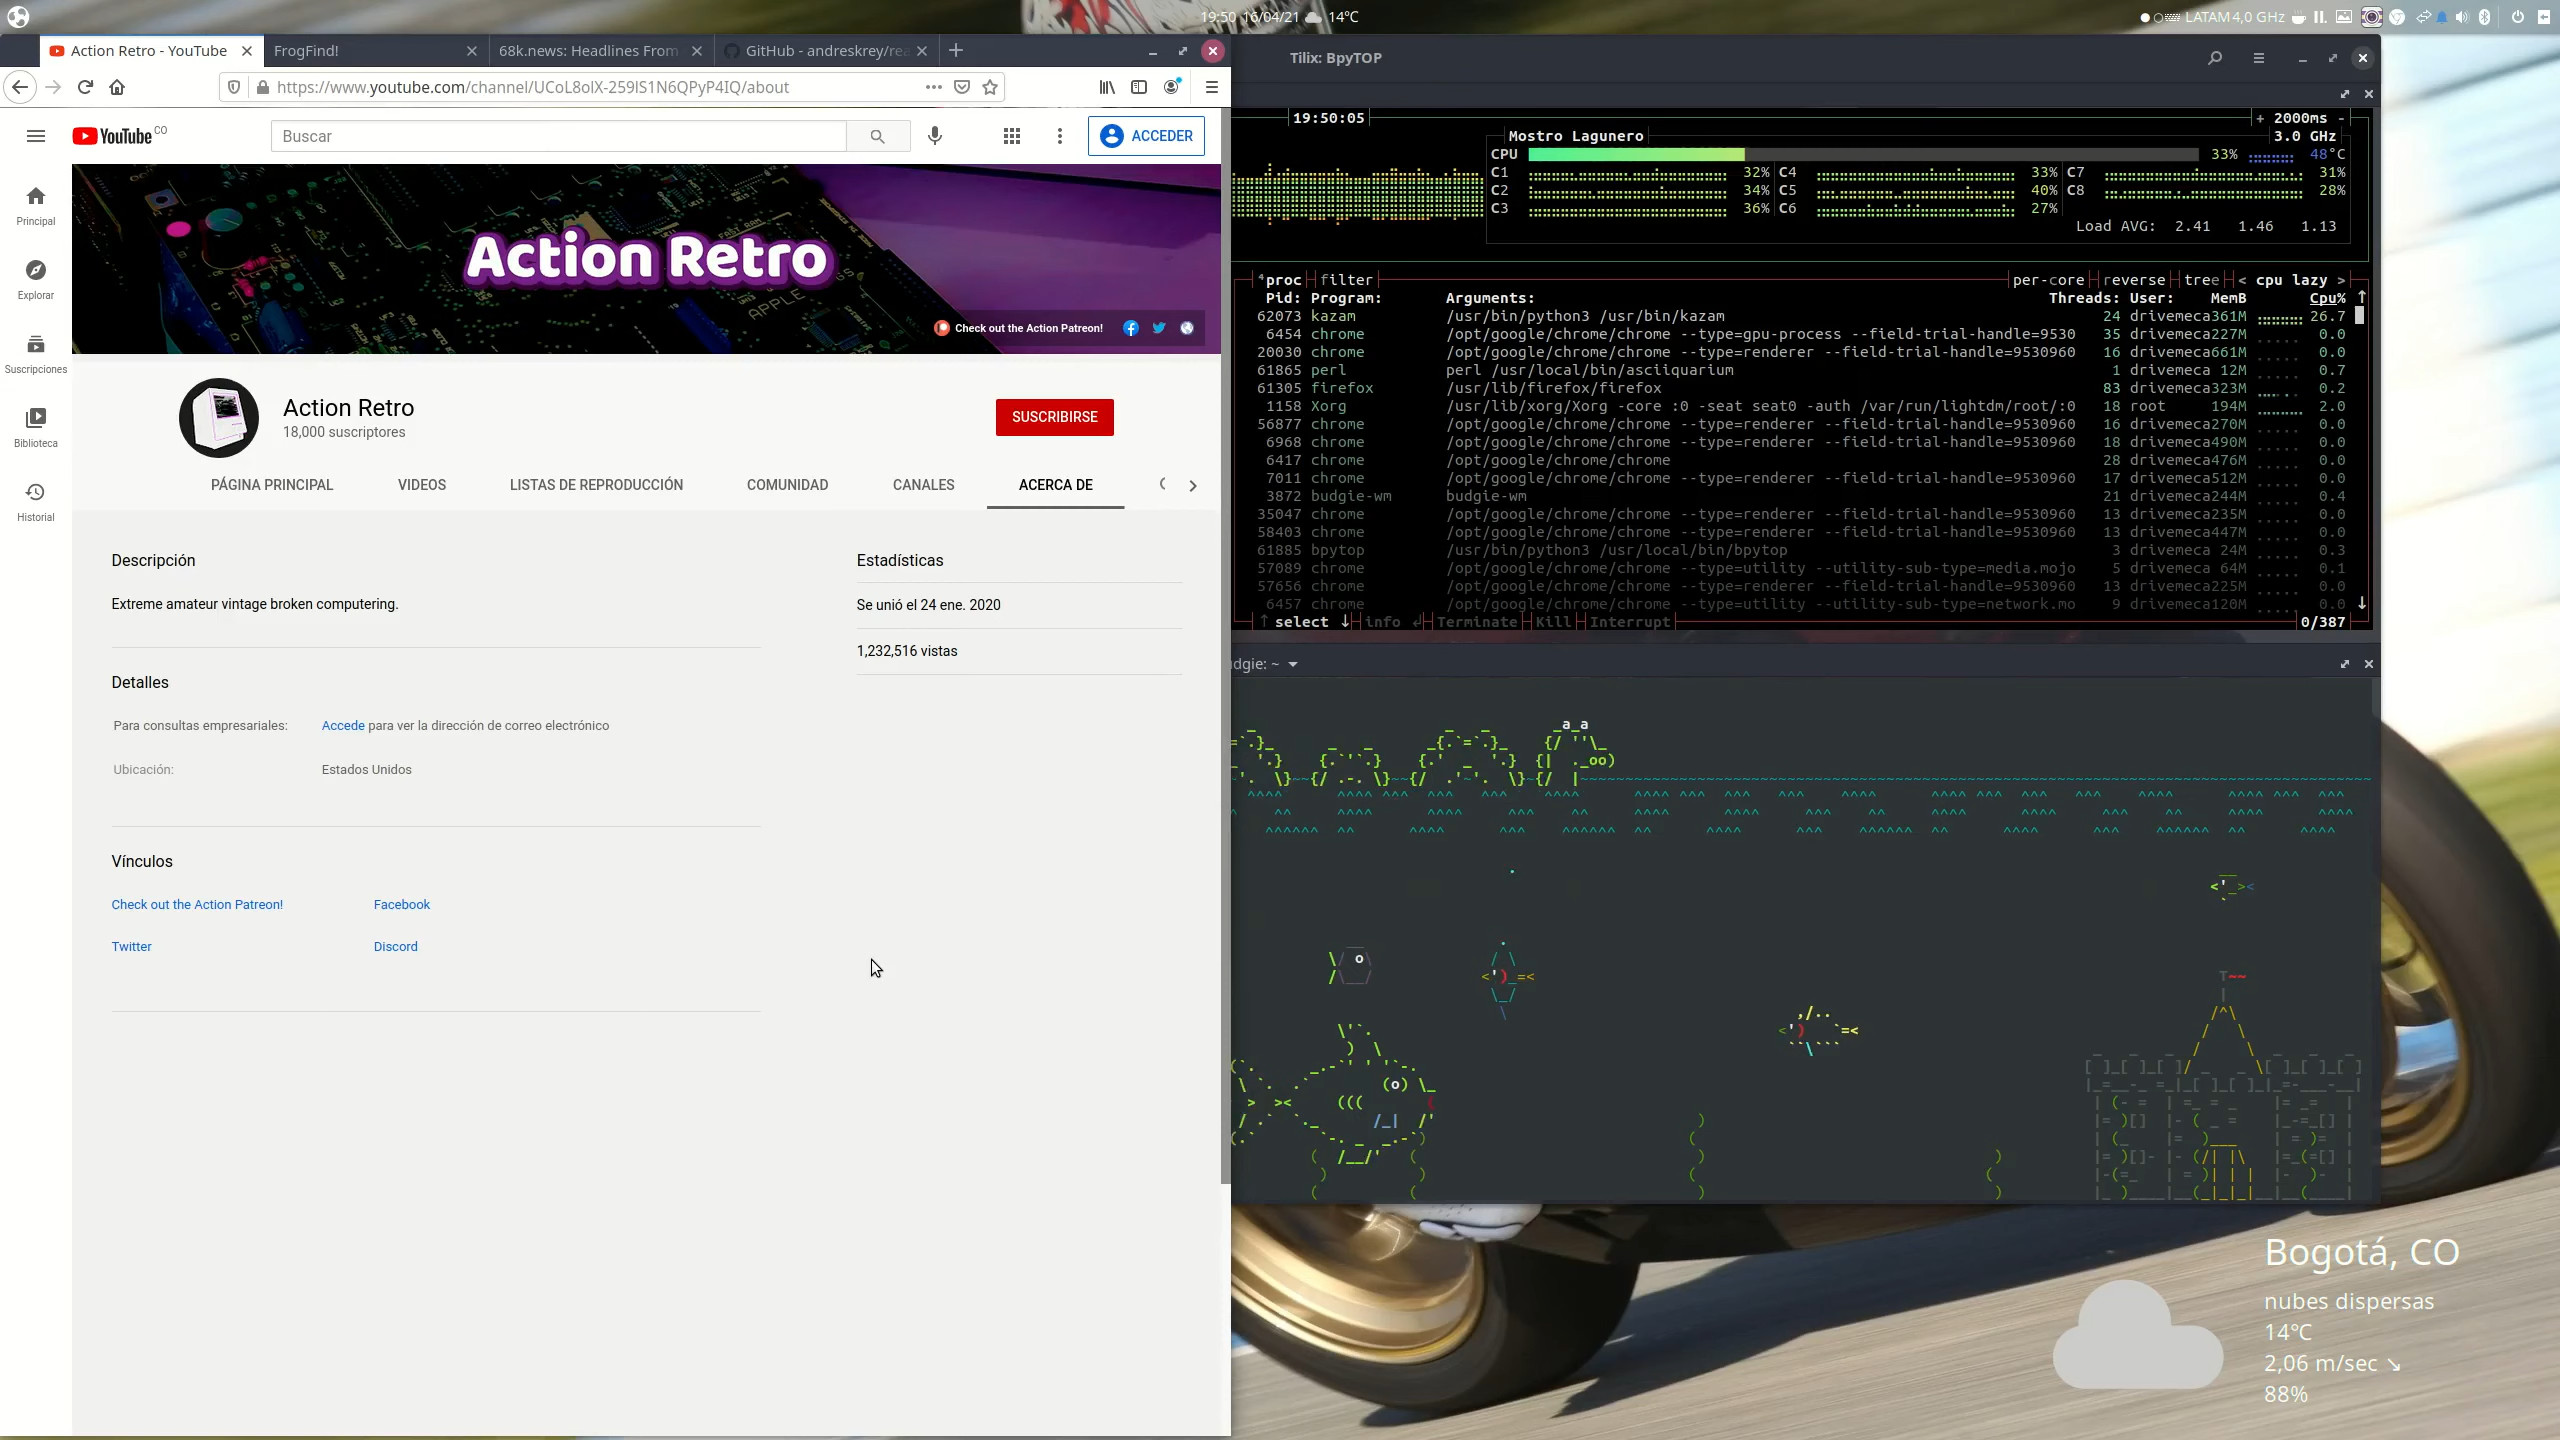 19:50 16/04/21 14°C
LATAM 4,0 GHz
Action Retro - YouTube
FrogFind!
68k.news: Headlines From
GitHub - andreskrey/rea
https://www.youtube.com/channel/UCoL8olX-259lS1N6QPyP4IQ/about
YouTube CO
Buscar
ACCEDER
Principal
Explorar
Suscripciones
Biblioteca
Historial
Action Retro
APPLE
Check out the Action Patreon!
Action Retro
18,000 suscriptores
SUSCRIBIRSE
PÁGINA PRINCIPAL VIDEOS LISTAS DE REPRODUCCIÓN COMUNIDAD CANALES ACERCA DE
Descripción
Extreme amateur vintage broken computering.
Detalles
Para consultas empresariales: Accede para ver la dirección de correo electrónico
Ubicación: Estados Unidos
Vínculos
Check out the Action Patreon! Facebook
Twitter Discord
Estadísticas
Se unió el 24 ene. 2020
1,232,516 vistas
Tilix: BpyTOP
19:50:05 + 2000ms -
Mostro Lagunero 3.0 GHz
CPU 33% 48°C
C1 32% C4 33% C7 31%
C2 34% C5 40% C8 28%
C3 36% C6 27%
Load AVG: 2.41 1.46 1.13
⁴proc filter per-core reverse tree < cpu lazy >
Pid: Program: Arguments: Threads: User: MemB Cpu% ↑
62073 kazam /usr/bin/python3 /usr/bin/kazam 24 drivemeca361M 26.7
6454 chrome /opt/google/chrome/chrome --type=gpu-process --field-trial-handle=9530 35 drivemeca227M 0.0
20030 chrome /opt/google/chrome/chrome --type=renderer --field-trial-handle=9530960 16 drivemeca661M 0.0
61865 perl perl /usr/local/bin/asciiquarium 1 drivemeca 12M 0.7
61305 firefox /usr/lib/firefox/firefox 83 drivemeca323M 0.2
1158 Xorg /usr/lib/xorg/Xorg -core :0 -seat seat0 -auth /var/run/lightdm/root/:0 18 root 194M 2.0
56877 chrome /opt/google/chrome/chrome --type=renderer --field-trial-handle=9530960 16 drivemeca270M 0.0
6968 chrome /opt/google/chrome/chrome --type=renderer --field-trial-handle=9530960 18 drivemeca490M 0.0
6417 chrome /opt/google/chrome/chrome 28 drivemeca476M 0.0
7011 chrome /opt/google/chrome/chrome --type=renderer --field-trial-handle=9530960 17 drivemeca512M 0.0
3872 budgie-wm budgie-wm 21 drivemeca244M 0.4
35047 chrome /opt/google/chrome/chrome --type=renderer --field-trial-handle=9530960 13 drivemeca235M 0.0
58403 chrome /opt/google/chrome/chrome --type=renderer --field-trial-handle=9530960 13 drivemeca447M 0.0
61885 bpytop /usr/bin/python3 /usr/local/bin/bpytop 3 drivemeca 24M 0.3
57089 chrome /opt/google/chrome/chrome --type=utility --utility-sub-type=media.mojo 5 drivemeca 64M 0.1
57656 chrome /opt/google/chrome/chrome --type=renderer --field-trial-handle=9530960 13 drivemeca225M 0.0
6457 chrome /opt/google/chrome/chrome --type=utility --utility-sub-type=network.mo 9 drivemeca120M 0.0 ↓
↑ select ↓ info ↲ Terminate Kill Interrupt 0/387
dgie: ~
Bogotá, CO
nubes dispersas
14°C
2,06 m/sec ↘
88%